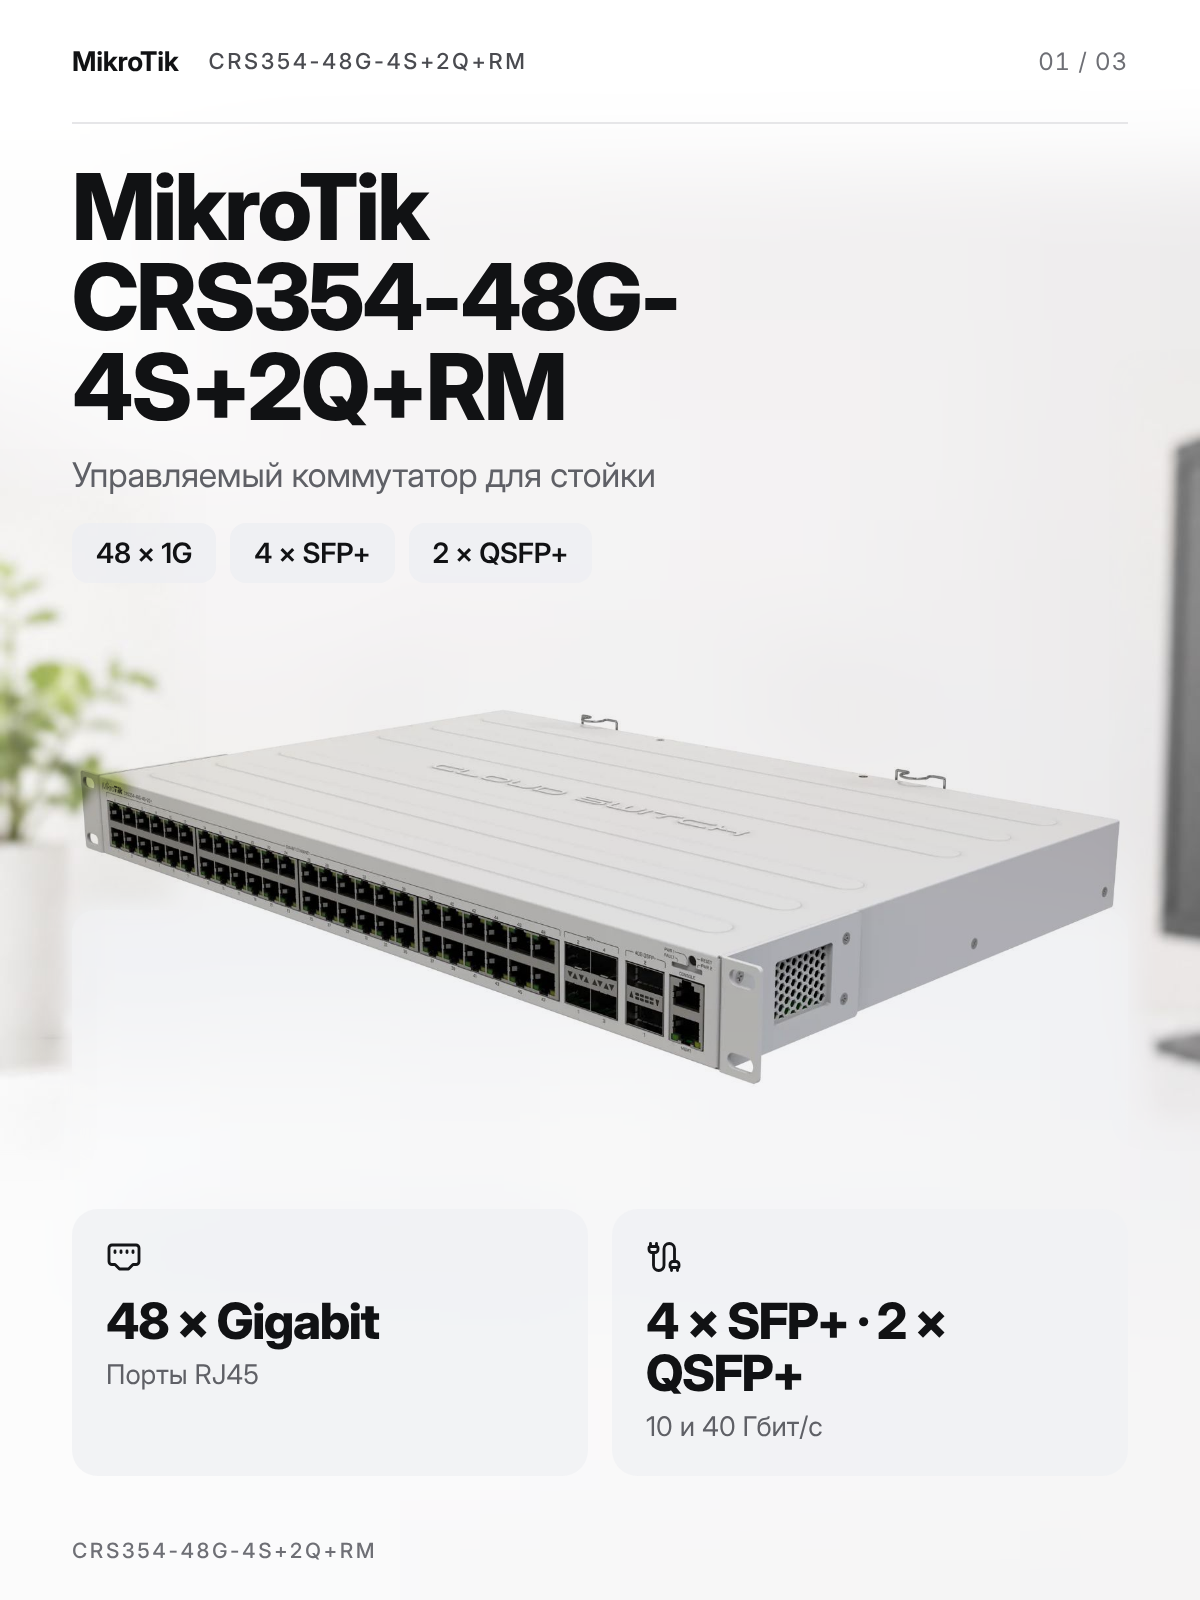 MikroTik CRS354-48G-4S+2Q+RM 01 / 03
MikroTik
CRS354-48G-
4S+2Q+RM
Управляемый коммутатор для стойки
48 × 1G 4 × SFP+ 2 × QSFP+
CLOUD SWITCH
MikroTik
48 × Gigabit
Порты RJ45
4 × SFP+ · 2 ×
QSFP+
10 и 40 Гбит/с
CRS354-48G-4S+2Q+RM